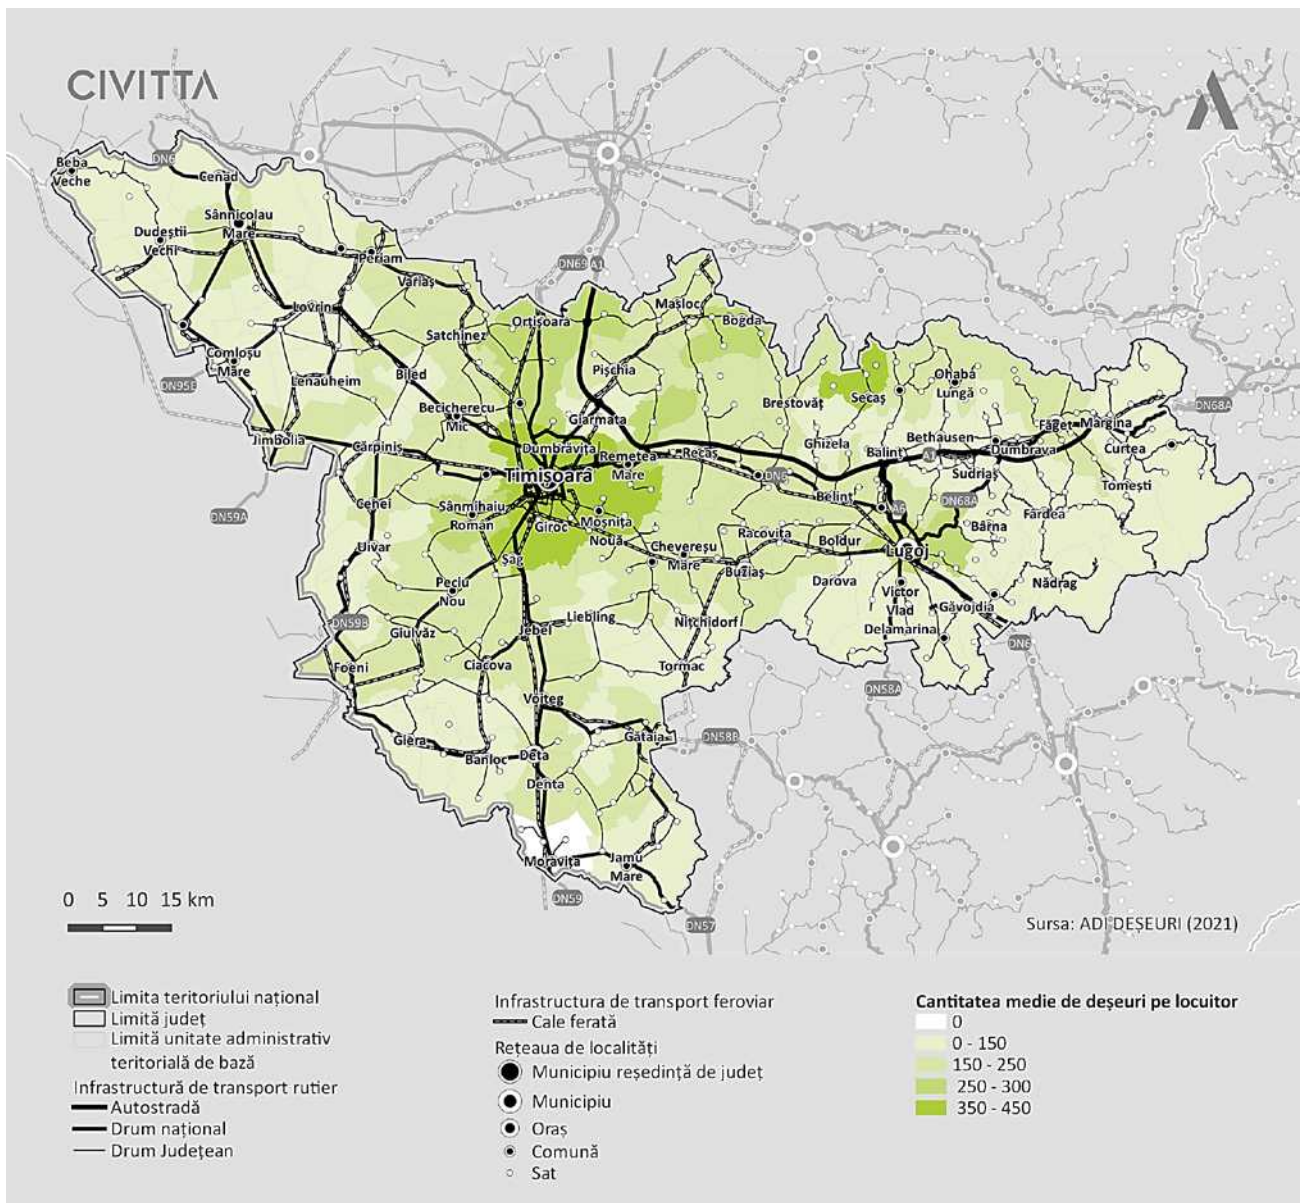 CIVITTA
DN6
Beba
Veche
Cenad
Sânnicolau
Mare
Dudeștii
Vechi
Periam
Variaș
DN69
A1
Lovrin
Satchinez
Orțișoara
Mașloc
Bogda
Comloșu
Mare
Lenauheim
Biled
Pișchia
DN95E
Becicherecu
Mic
Giarmata
Brestovăț
Secaș
Ohaba
Lungă
DN68A
Jimbolia
Cărpiniș
Dumbrăvița
Remetea
Mare
Recaș
Ghizela
Bethausen
Balinț
Făget
Margina
Dumbrava
Curtea
A1
Timișoara
DN6
Sudriaș
Tomești
DN59A
Cenei
Sânmihaiu
Roman
Giroc
Moșnița
Nouă
Belinț
A6
DN68A
Fârdea
Bârna
Uivar
Șag
Chevereșu
Mare
Racovița
Boldur
Lugoj
Peciu
Nou
Buziaș
Darova
Nădrag
Victor
Vlad
Delamarina
Găvojdia
DN59B
Giulvăz
Jebel
Liebling
Nițchidorf
DN6
Foeni
Ciacova
Tormac
DN58A
Voiteg
Giera
Banloc
Deta
Gătaia
DN58B
Denta
Moravița
Jamu
Mare
0 5 10 15 km
DN59
DN57
Sursa: ADI DEȘEURI (2021)
Limita teritoriului național
Limită județ
Limită unitate administrativ
teritorială de bază
Infrastructură de transport rutier
Autostradă
Drum național
Drum Județean
Infrastructura de transport feroviar
Cale ferată
Rețeaua de localități
Municipiu reședință de județ
Municipiu
Oraș
Comună
Sat
Cantitatea medie de deșeuri pe locuitor
0
0 - 150
150 - 250
250 - 300
350 - 450